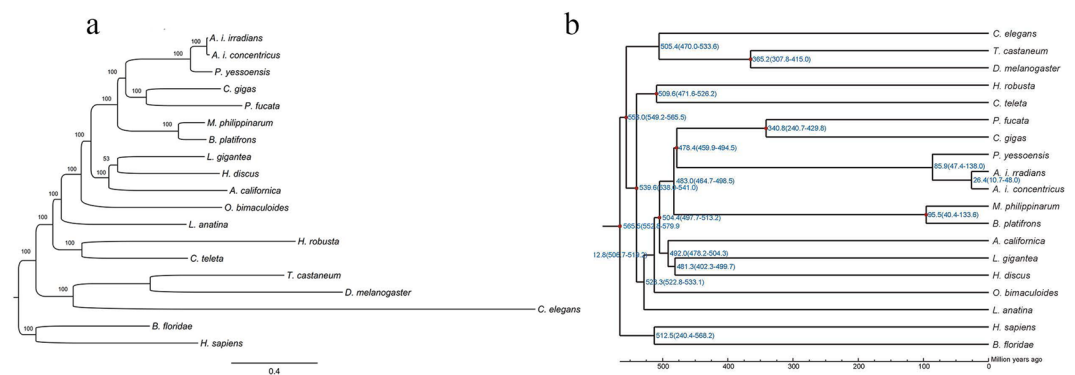 a
100
A. i. irradians
100
A. i. concentricus
100
P. yessoensis
100
C. gigas
P. fucata
100
M. philippinarum
100
B. platifrons
100
53
L. gigantea
H. discus
100
A. californica
100
O. bimaculoides
100
L. anatina
100
H. robusta
C. teleta
100
T. castaneum
100
D. melanogaster
100
C. elegans
100
B. floridae
H. sapiens
0.4
b
C. elegans
505.4(470.0-533.6)
T. castaneum
365.2(307.8-415.0)
D. melanogaster
H. robusta
509.6(471.6-526.2)
C. teleta
(549.2-565.5)
P. fucata
340.8(240.7-429.8)
C. gigas
478.4(459.9-494.5)
P. yessoensis
85.9(47.4-138.0)
A. i. irradians
26.4(10.7-48.0)
483.0(464.7-498.5)
A. i. concentricus
M. philippinarum
95.5(40.4-133.6)
504.4(497.7-513.2)
B. platifrons
A. californica
492.0(478.2-504.3)
L. gigantea
481.3(402.3-499.7)
H. discus
(522.8-533.1)
O. bimaculoides
L. anatina
H. sapiens
512.5(240.4-568.2)
B. floridae
Million years ago
500
400
300
200
100
0